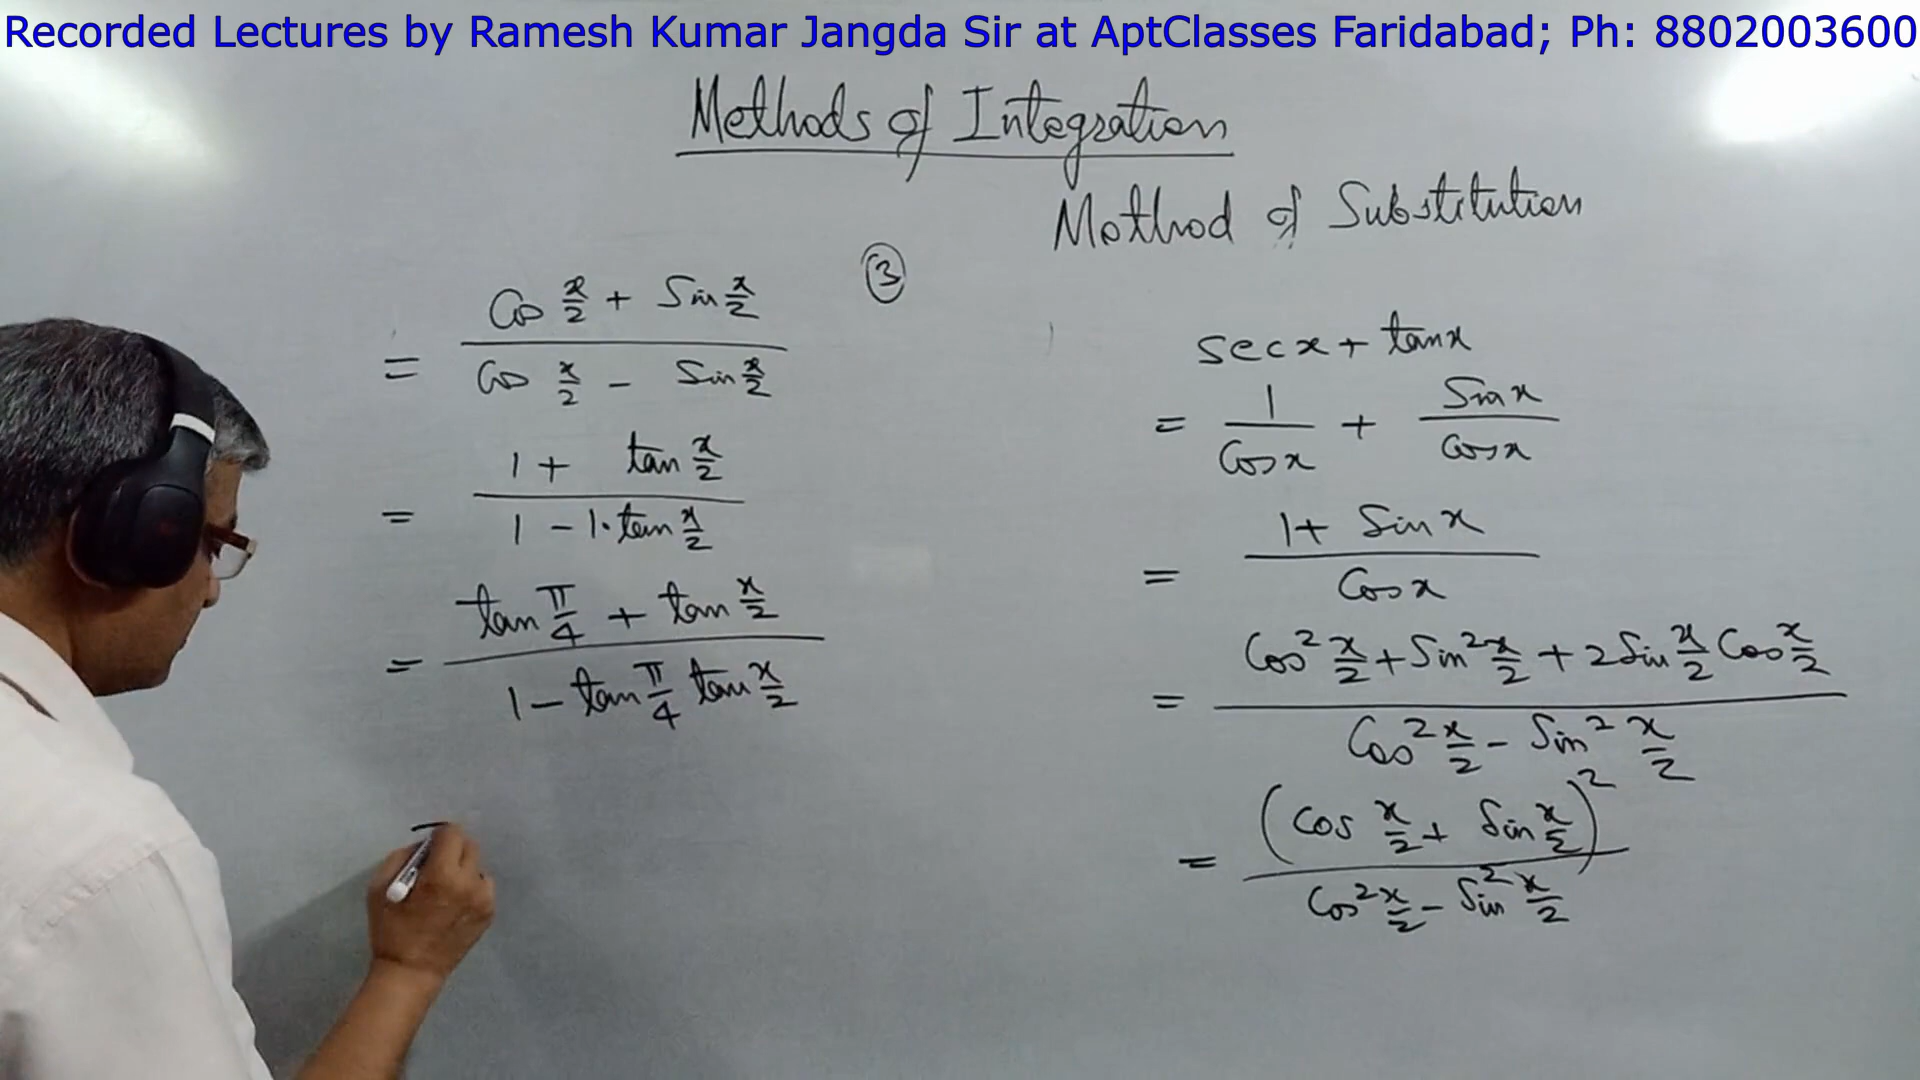 Recorded Lectures by Ramesh Kumar Jangda Sir at AptClasses Faridabad; Ph: 8802003600
Methods of Integration
Method of Substitution
③
sec x + tan x
= 1/Cos x + Sin x/Cos x
= (1 + Sin x)/Cos x
= (Cos² x/2 + Sin² x/2 + 2 Sin x/2 Cos x/2)/(Cos² x/2 - Sin² x/2)
= (Cos x/2 + Sin x/2)²/(Cos² x/2 - Sin² x/2)
= (Cos x/2 + Sin x/2)/(Cos x/2 - Sin x/2)
= (1 + tan x/2)/(1 - 1·tan x/2)
= (tan π/4 + tan x/2)/(1 - tan π/4 tan x/2)